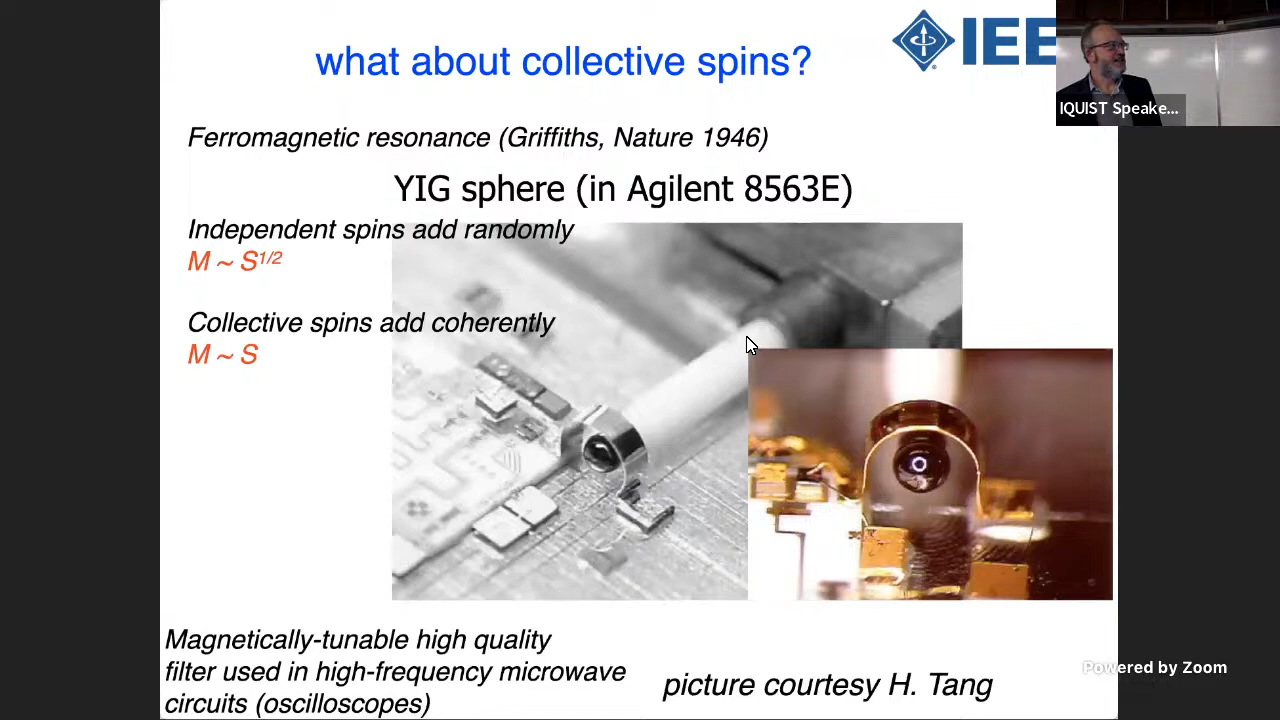 what about collective spins?
IEE
IQUIST Speake...
Ferromagnetic resonance (Griffiths, Nature 1946)
YIG sphere (in Agilent 8563E)
Independent spins add randomly
M ~ S1/2
Collective spins add coherently
M ~ S
Magnetically-tunable high quality
filter used in high-frequency microwave
circuits (oscilloscopes)
picture courtesy H. Tang
Powered by Zoom